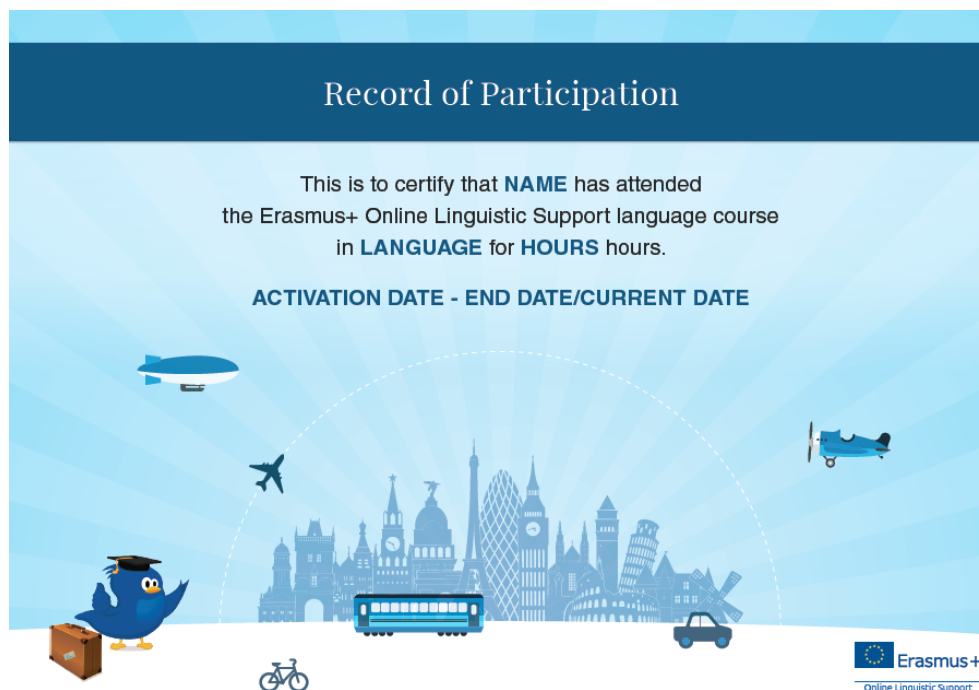 Record of Participation
This is to certify that NAME has attended
the Erasmus+ Online Linguistic Support language course
in LANGUAGE for HOURS hours.
ACTIVATION DATE - END DATE/CURRENT DATE
Erasmus+
Online Linguistic Support